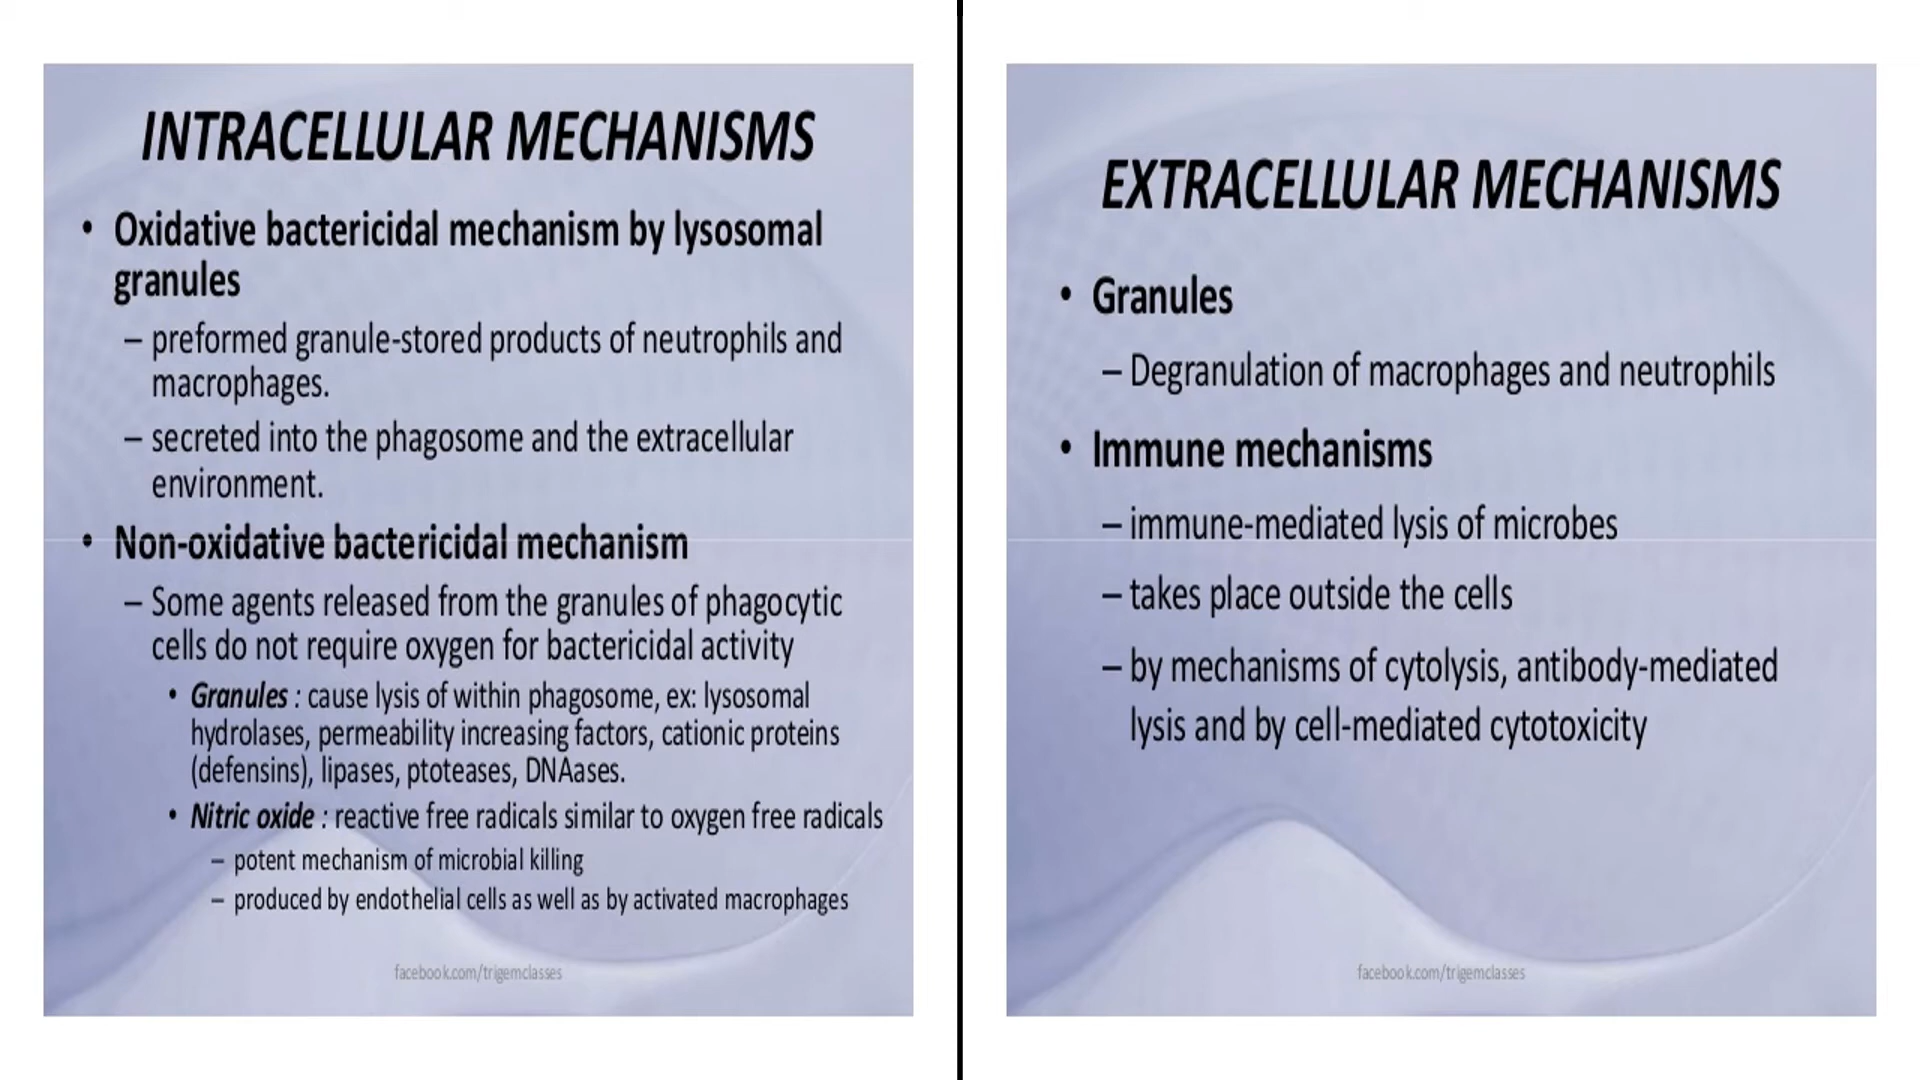 INTRACELLULAR MECHANISMS
• Oxidative bactericidal mechanism by lysosomal
granules
– preformed granule-stored products of neutrophils and
macrophages.
– secreted into the phagosome and the extracellular
environment.
• Non-oxidative bactericidal mechanism
– Some agents released from the granules of phagocytic
cells do not require oxygen for bactericidal activity
• Granules : cause lysis of within phagosome, ex: lysosomal
hydrolases, permeability increasing factors, cationic proteins
(defensins), lipases, ptoteases, DNAases.
• Nitric oxide : reactive free radicals similar to oxygen free radicals
– potent mechanism of microbial killing
– produced by endothelial cells as well as by activated macrophages
facebook.com/trigemclasses
EXTRACELLULAR MECHANISMS
• Granules
– Degranulation of macrophages and neutrophils
• Immune mechanisms
– immune-mediated lysis of microbes
– takes place outside the cells
– by mechanisms of cytolysis, antibody-mediated
lysis and by cell-mediated cytotoxicity
facebook.com/trigemclasses